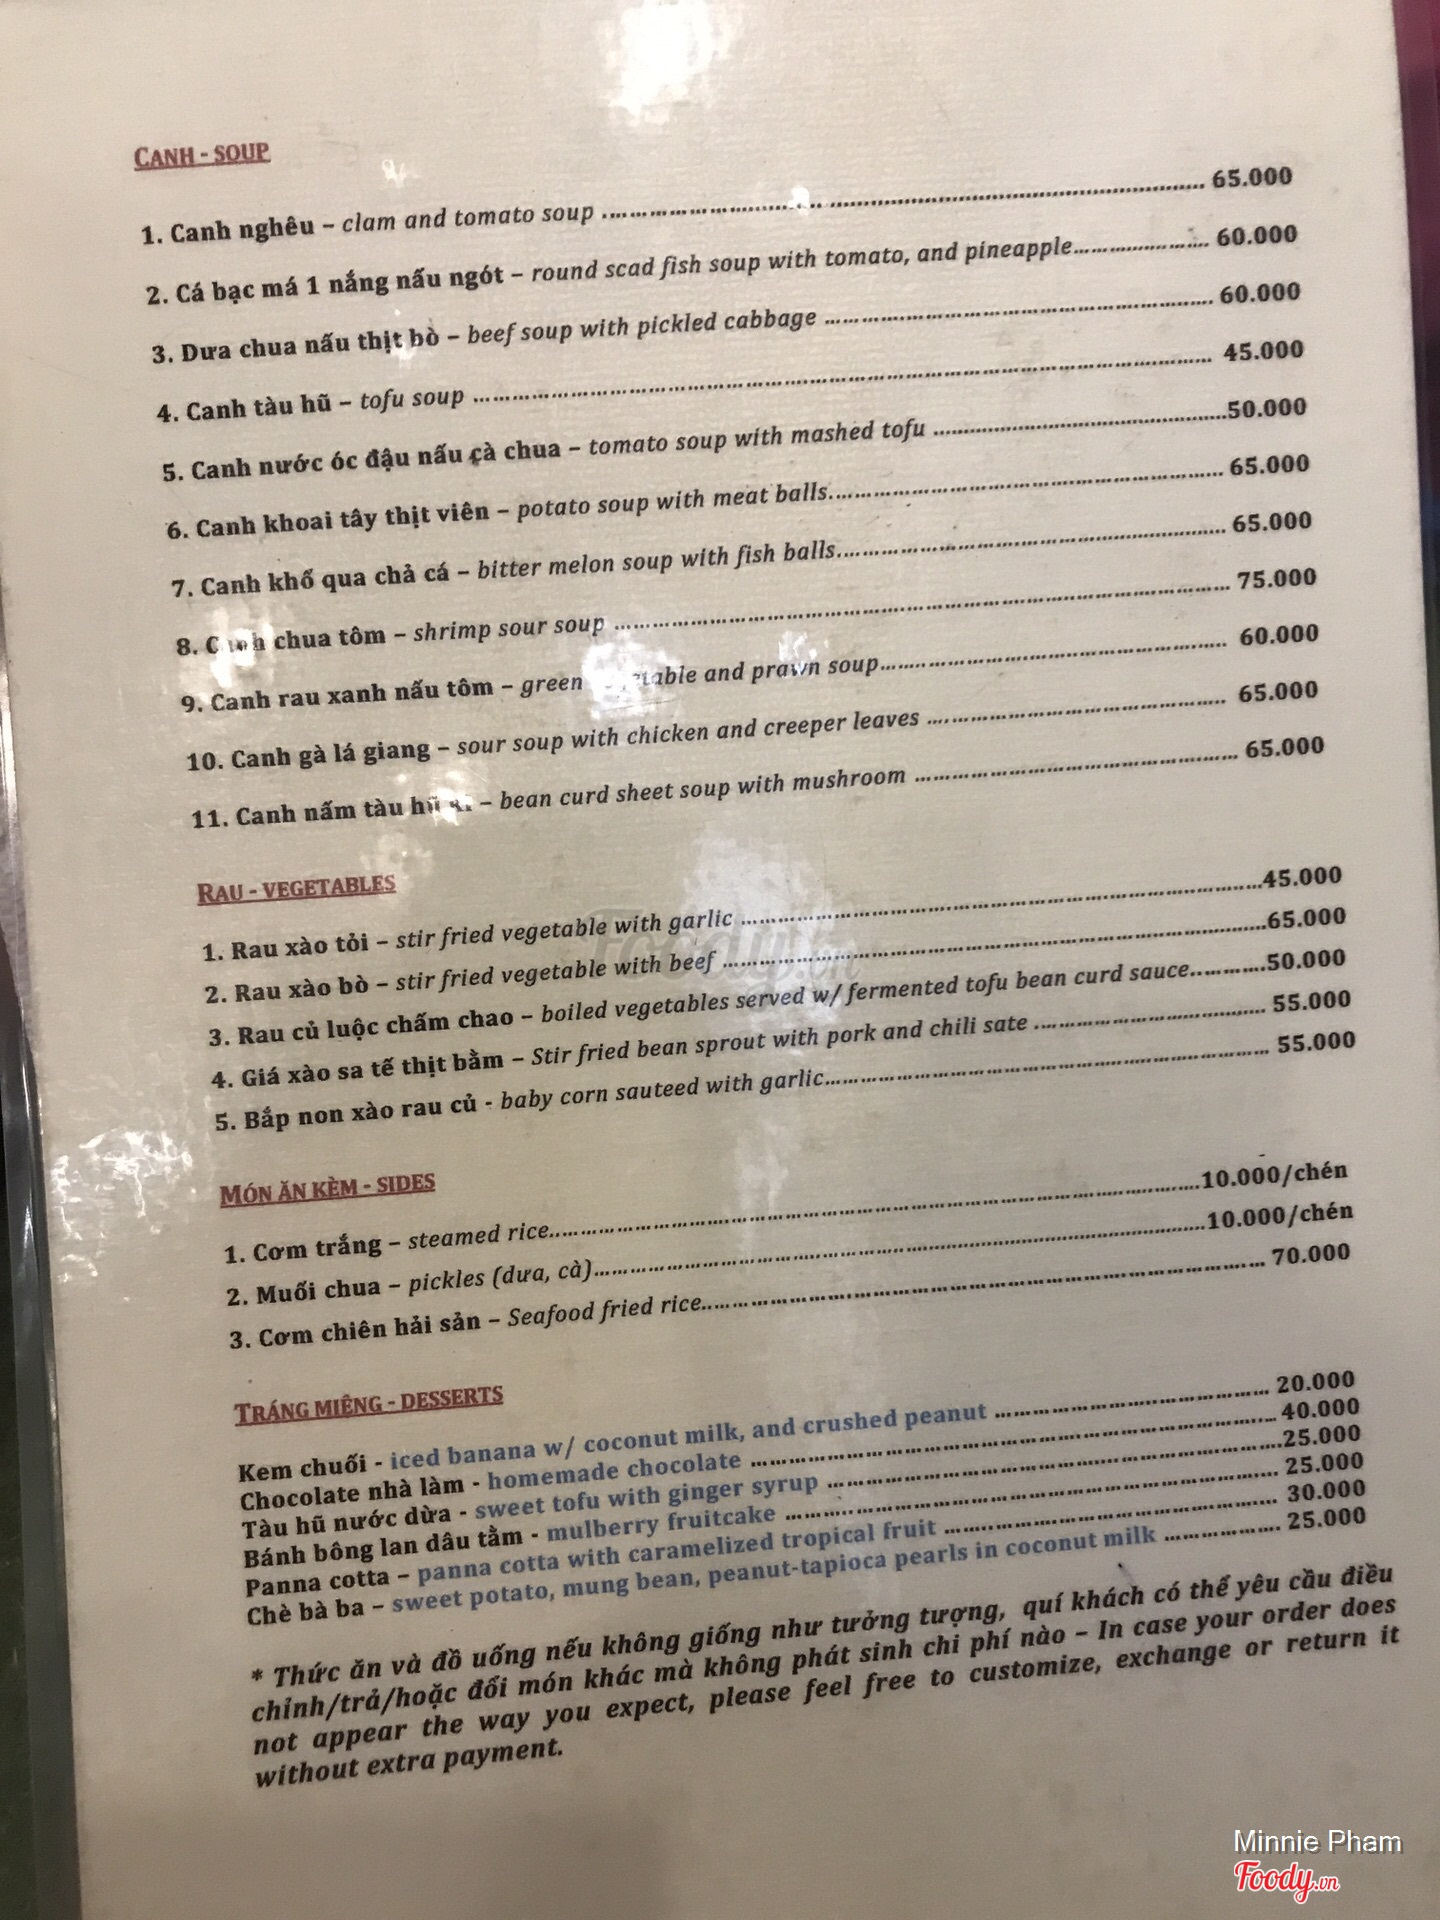 CANH - SOUP
1. Canh nghêu – clam and tomato soup ........ 65.000
2. Cá bạc má 1 nắng nấu ngót – round scad fish soup with tomato, and pineapple........ 60.000
3. Dưa chua nấu thịt bò – beef soup with pickled cabbage ........ 60.000
4. Canh tàu hũ – tofu soup ........ 45.000
5. Canh nước óc đậu nấu cà chua – tomato soup with mashed tofu ........50.000
6. Canh khoai tây thịt viên – potato soup with meat balls........ 65.000
7. Canh khổ qua chả cá – bitter melon soup with fish balls........ 65.000
8. Canh chua tôm – shrimp sour soup ........ 75.000
9. Canh rau xanh nấu tôm – green vegetable and prawn soup........ 60.000
10. Canh gà lá giang – sour soup with chicken and creeper leaves ........ 65.000
11. Canh nấm tàu hũ – bean curd sheet soup with mushroom ........ 65.000
RAU - VEGETABLES
1. Rau xào tỏi – stir fried vegetable with garlic ........45.000
2. Rau xào bò – stir fried vegetable with beef ........65.000
3. Rau củ luộc chấm chao – boiled vegetables served w/ fermented tofu bean curd sauce........50.000
4. Giá xào sa tế thịt bằm – Stir fried bean sprout with pork and chili sate ........ 55.000
5. Bắp non xào rau củ - baby corn sauteed with garlic........ 55.000
MÓN ĂN KÈM - SIDES
1. Cơm trắng – steamed rice........10.000/chén
2. Muối chua – pickles (dưa, cà)........10.000/chén
3. Cơm chiên hải sản – Seafood fried rice........ 70.000
TRÁNG MIÊNG - DESSERTS
Kem chuối - iced banana w/ coconut milk, and crushed peanut ........ 20.000
Chocolate nhà làm - homemade chocolate ........ 40.000
Tàu hũ nước dừa - sweet tofu with ginger syrup ........25.000
Bánh bông lan dâu tằm - mulberry fruitcake ........ 25.000
Panna cotta – panna cotta with caramelized tropical fruit ........ 30.000
Chè bà ba – sweet potato, mung bean, peanut-tapioca pearls in coconut milk ........ 25.000
* Thức ăn và đồ uống nếu không giống như tưởng tượng, quí khách có thể yêu cầu điều
chỉnh/trả/hoặc đổi món khác mà không phát sinh chi phí nào – In case your order does
not appear the way you expect, please feel free to customize, exchange or return it
without extra payment.
Foody.vn
Minnie Pham
Foody.vn